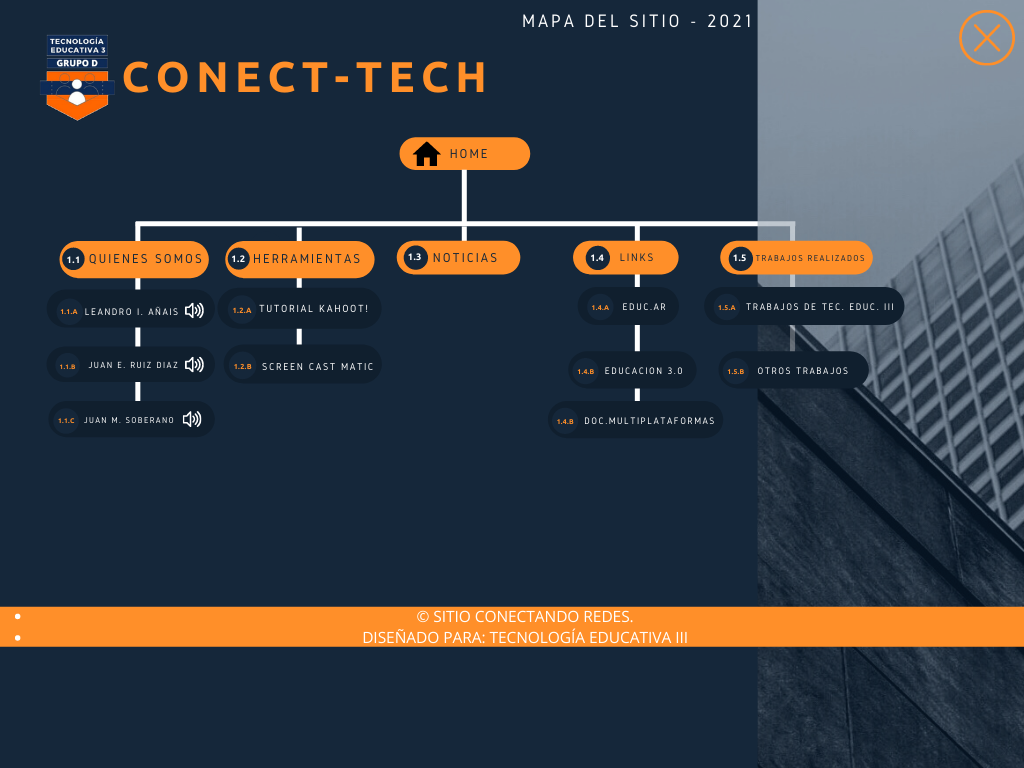 MAPA DEL SITIO - 2021
TECNOLOGÍA
EDUCATIVA 3
GRUPO D
CONECT-TECH
HOME
1.1 QUIENES SOMOS
1.2 HERRAMIENTAS
1.3 NOTICIAS
1.4 LINKS
1.5 TRABAJOS REALIZADOS
1.1.A LEANDRO I. AÑAIS
1.2.A TUTORIAL KAHOOT!
1.4.A EDUC.AR
1.5.A TRABAJOS DE TEC. EDUC. III
1.1.B JUAN E. RUIZ DIAZ
1.2.B SCREEN CAST MATIC
1.4.B EDUCACION 3.0
1.5.B OTROS TRABAJOS
1.1.C JUAN M. SOBERANO
1.4.B DOC.MULTIPLATAFORMAS
© SITIO CONECTANDO REDES.
DISEÑADO PARA: TECNOLOGÍA EDUCATIVA III